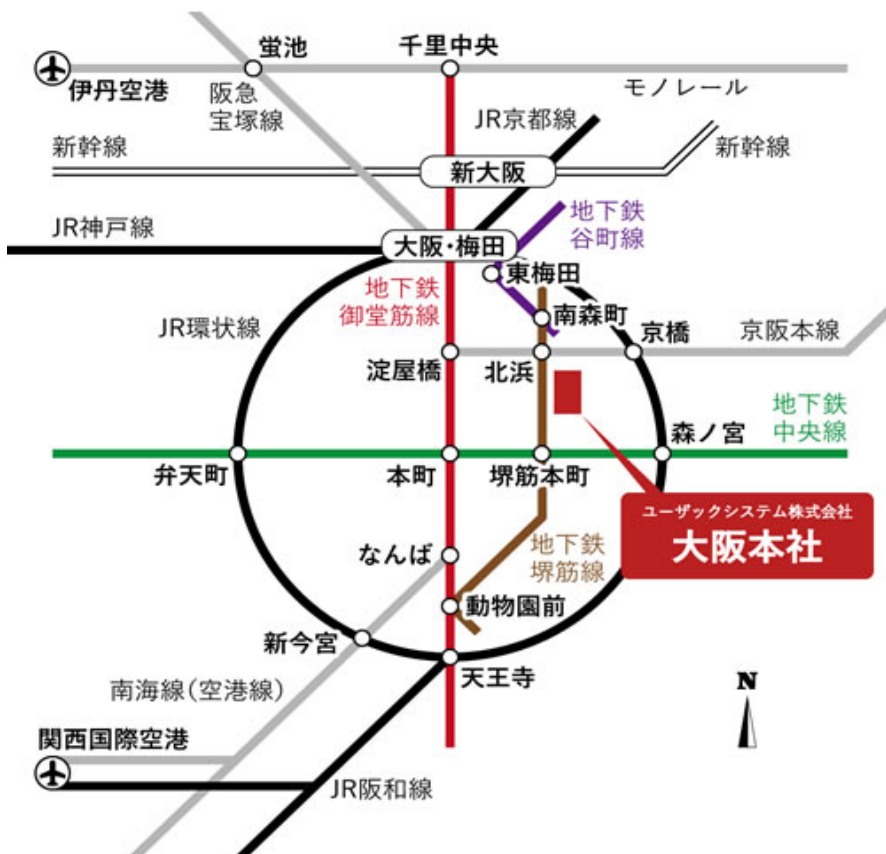 蛍池
千里中央
伊丹空港
阪急
宝塚線
モノレール
JR京都線
新幹線
新幹線
新大阪
地下鉄
谷町線
JR神戸線
大阪・梅田
東梅田
地下鉄
御堂筋線
南森町
JR環状線
京橋
京阪本線
淀屋橋
北浜
地下鉄
中央線
森ノ宮
弁天町
本町
堺筋本町
ユーザックシステム株式会社
大阪本社
なんば
地下鉄
堺筋線
動物園前
新今宮
天王寺
南海線(空港線)
N
関西国際空港
JR阪和線